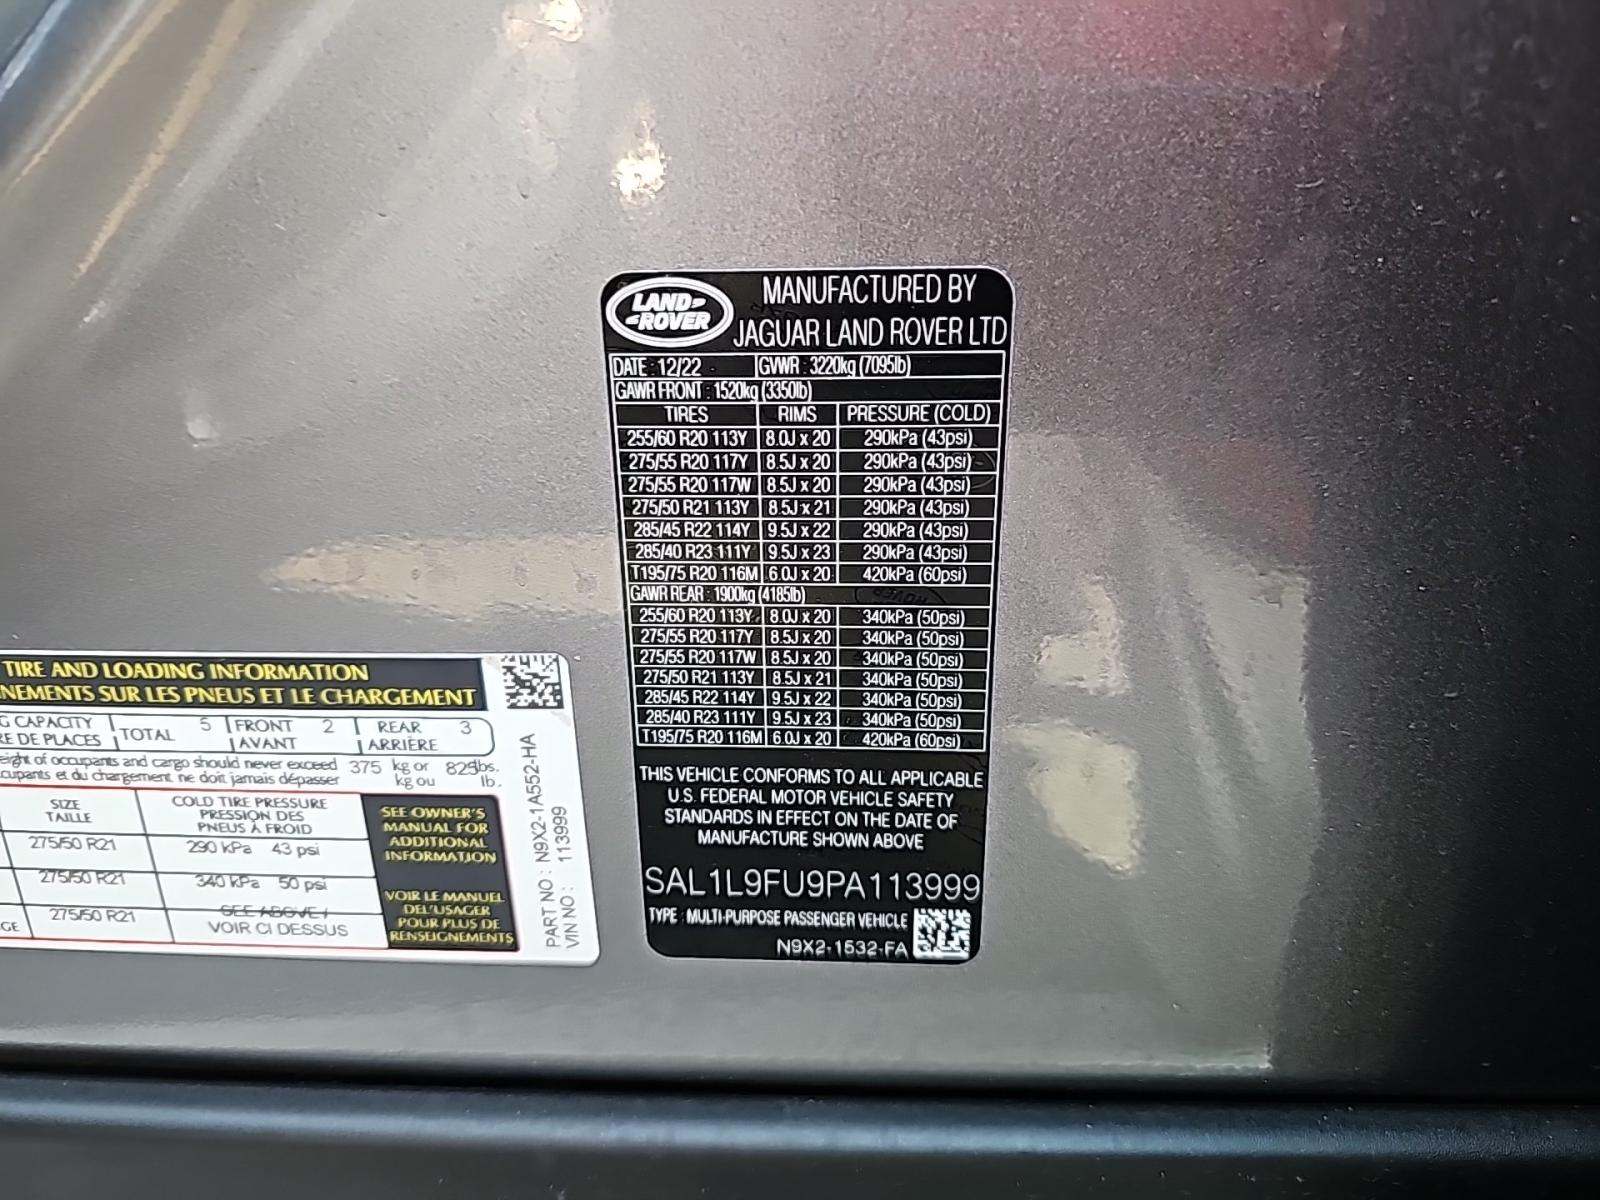 LAND
ROVER
MANUFACTURED BY
JAGUAR LAND ROVER LTD
DATE : 12/22 GVWR : 3220kg (7095lb)
GAWR FRONT : 1520kg (3350lb)
TIRES RIMS PRESSURE (COLD)
255/60 R20 113Y 8.0J x 20 290kPa (43psi)
275/55 R20 117Y 8.5J x 20 290kPa (43psi)
275/55 R20 117W 8.5J x 20 290kPa (43psi)
275/50 R21 113Y 8.5J x 21 290kPa (43psi)
285/45 R22 114Y 9.5J x 22 290kPa (43psi)
285/40 R23 111Y 9.5J x 23 290kPa (43psi)
T195/75 R20 116M 6.0J x 20 420kPa (60psi)
GAWR REAR : 1900kg (4185lb)
255/60 R20 113Y 8.0J x 20 340kPa (50psi)
275/55 R20 117Y 8.5J x 20 340kPa (50psi)
275/55 R20 117W 8.5J x 20 340kPa (50psi)
275/50 R21 113Y 8.5J x 21 340kPa (50psi)
285/45 R22 114Y 9.5J x 22 340kPa (50psi)
285/40 R23 111Y 9.5J x 23 340kPa (50psi)
T195/75 R20 116M 6.0J x 20 420kPa (60psi)
THIS VEHICLE CONFORMS TO ALL APPLICABLE
U.S. FEDERAL MOTOR VEHICLE SAFETY
STANDARDS IN EFFECT ON THE DATE OF
MANUFACTURE SHOWN ABOVE
SAL1L9FU9PA113999
TYPE : MULTI-PURPOSE PASSENGER VEHICLE
N9X2-1532-FA
TIRE AND LOADING INFORMATION
NEMENTS SUR LES PNEUS ET LE CHARGEMENT
G CAPACITY TOTAL 5 FRONT 2 REAR 3
RE DE PLACES AVANT ARRIÈRE
eight of occupants and cargo should never exceed 375 kg or 825 lbs.
cupants et du chargement ne doit jamais dépasser kg ou lb.
SIZE
TAILLE
COLD TIRE PRESSURE
PRESSION DES
PNEUS À FROID
275/50 R21 290 kPa 43 psi
275/50 R21 340 kPa 50 psi
GE 275/50 R21 SEE ABOVE /
VOIR CI DESSUS
SEE OWNER'S
MANUAL FOR
ADDITIONAL
INFORMATION
VOIR LE MANUEL
DE L'USAGER
POUR PLUS DE
RENSEIGNEMENTS
PART NO : N9X2-1A552-HA
VIN NO : 113999